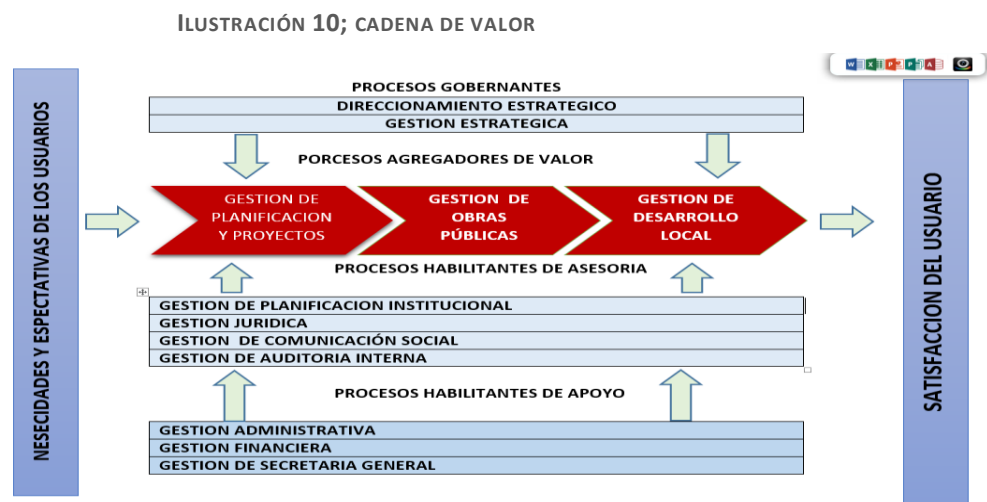 ILUSTRACIÓN 10; CADENA DE VALOR
NESECIDADES Y ESPECTATIVAS DE LOS USUARIOS
PROCESOS GOBERNANTES
DIRECCIONAMIENTO ESTRATEGICO
GESTION ESTRATEGICA
PORCESOS AGREGADORES DE VALOR
GESTION DE
PLANIFICACION
Y PROYECTOS
GESTION DE
OBRAS
PÚBLICAS
GESTION DE
DESARROLLO
LOCAL
PROCESOS HABILITANTES DE ASESORIA
GESTION DE PLANIFICACION INSTITUCIONAL
GESTION JURIDICA
GESTION DE COMUNICACIÓN SOCIAL
GESTION DE AUDITORIA INTERNA
PROCESOS HABILITANTES DE APOYO
GESTION ADMINISTRATIVA
GESTION FINANCIERA
GESTION DE SECRETARIA GENERAL
SATISFACCION DEL USUARIO